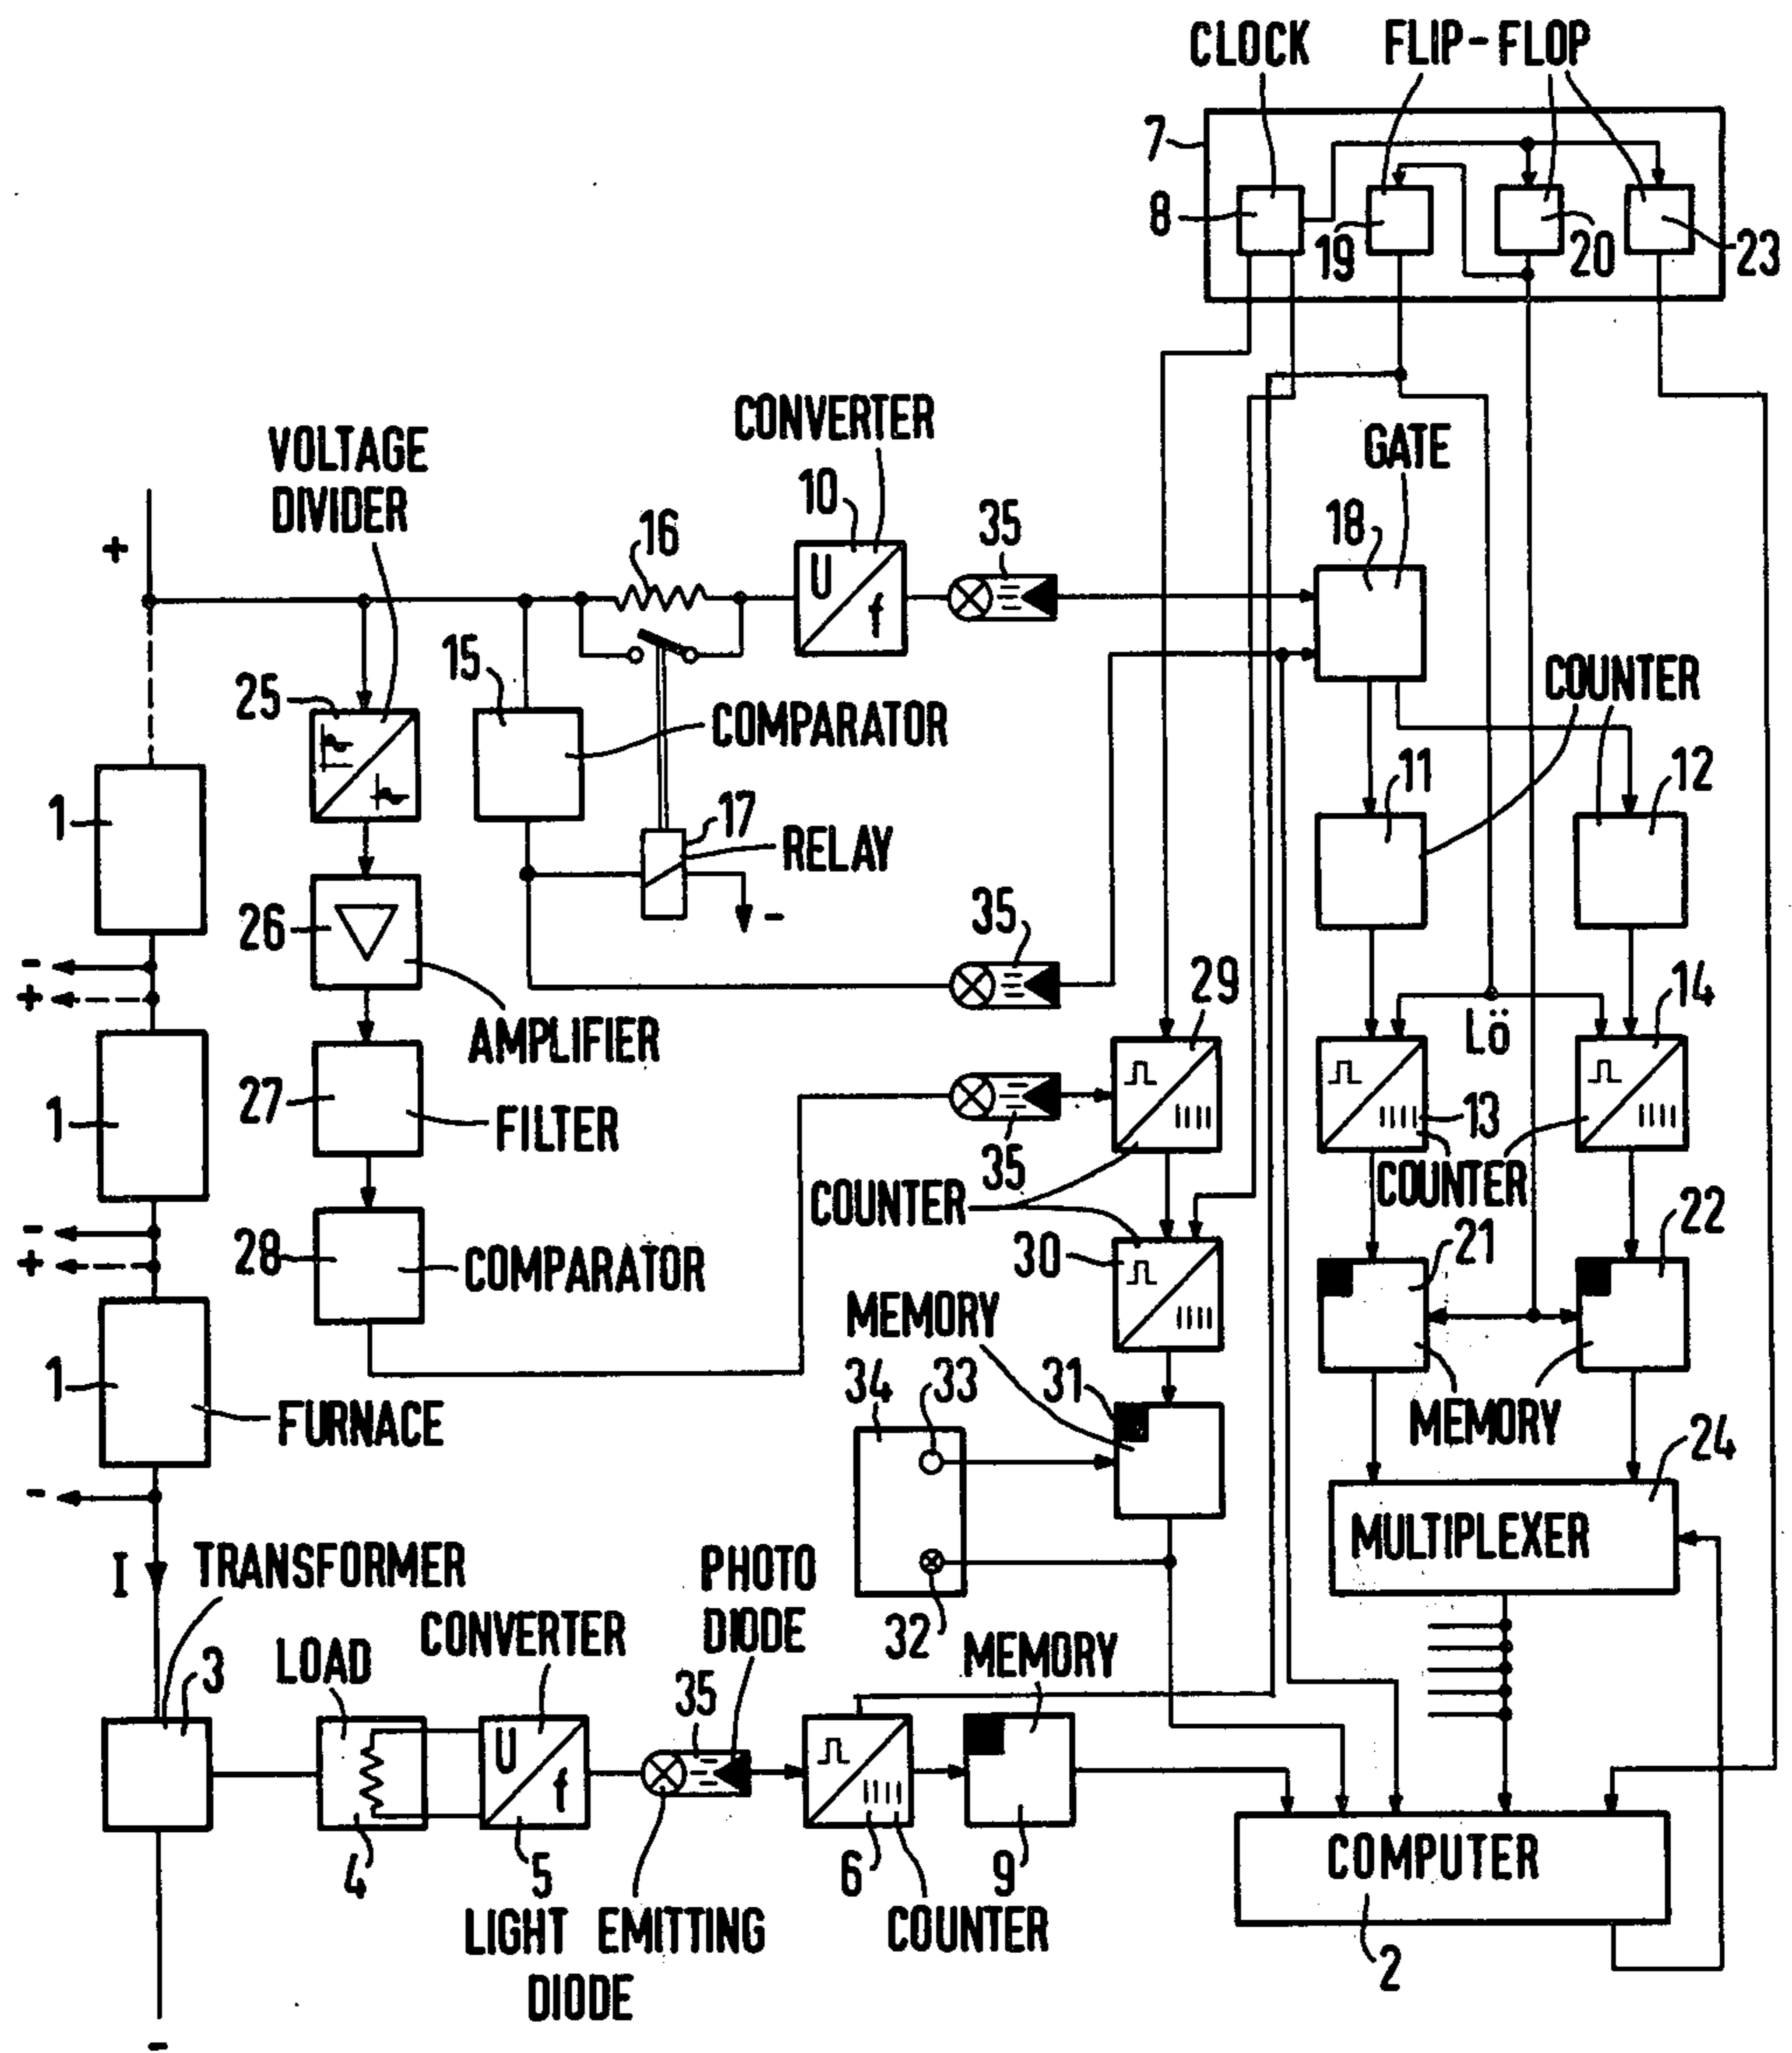 CLOCK FLIP-FLOP
7
8 19 20 23
CONVERTER
VOLTAGE
DIVIDER
GATE
10
16
35
18
+
U
f
15
25
COMPARATOR
COUNTER
11
12
1
17
RELAY
-
26
35
29
14
-
+
AMPLIFIER
Lö
27
FILTER
13
1
35
COUNTER
COUNTER
22
-
+
28
COMPARATOR
30
21
MEMORY
34
33
31
1
FURNACE
MEMORY
24
-
MULTIPLEXER
I
TRANSFORMER
PHOTO
DIODE
CONVERTER
32
LOAD
MEMORY
3
35
U
f
4
5
6
9
COMPUTER
LIGHT EMITTING
DIODE
COUNTER
2
-